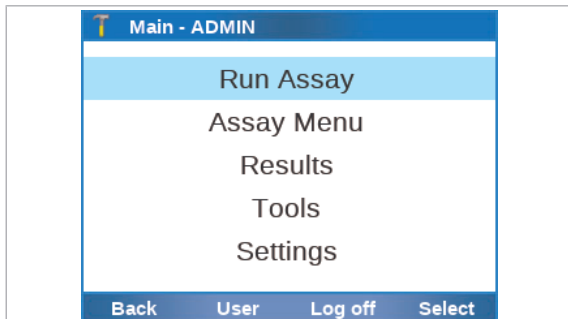 Main - ADMIN
Run Assay
Assay Menu
Results
Tools
Settings
Back User Log off Select